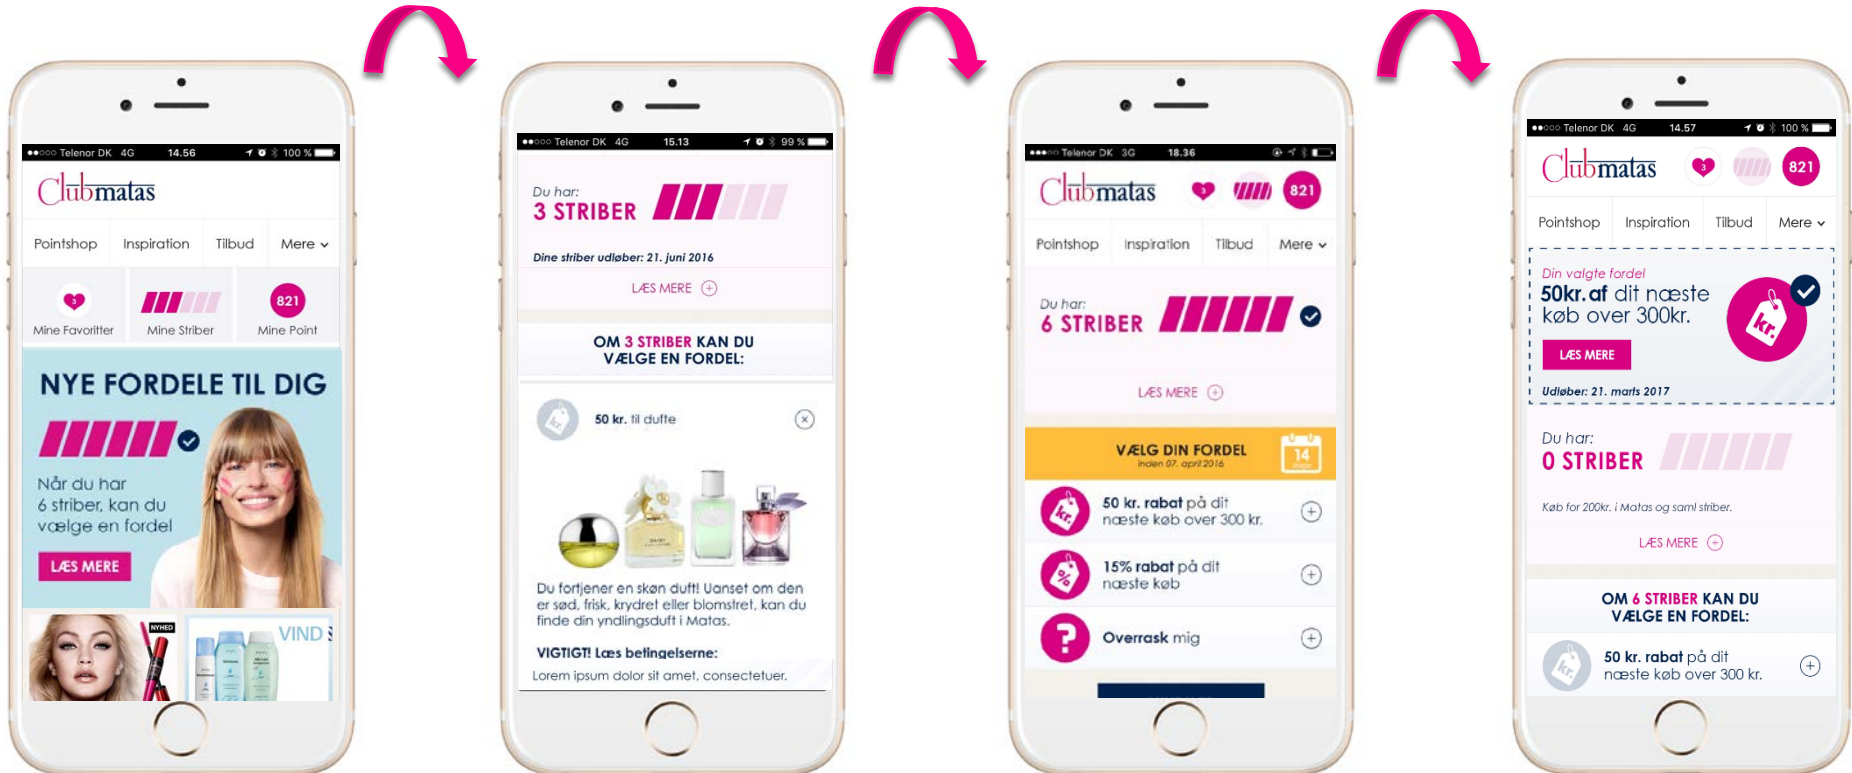 ●●○○○ Telenor DK 4G 14.56 100 %
Clubmatas
Pointshop Inspiration Tilbud Mere
3 821
Mine Favoritter Mine Striber Mine Point
NYE FORDELE TIL DIG
Når du har
6 striber, kan du
vælge en fordel
LÆS MERE
NYHED
VIND
●●○○○ Telenor DK 4G 15.13 99 %
Du har:
3 STRIBER
Dine striber udløber: 21. juni 2016
LÆS MERE
OM 3 STRIBER KAN DU
VÆLGE EN FORDEL:
kr.
50 kr. til dufte
DAISY
Du fortjener en skøn duft! Uanset om den
er sød, frisk, krydret eller blomstret, kan du
finde din yndlingsduft i Matas.
VIGTIGT! Læs betingelserne:
Lorem ipsum dolor sit amet, consectetuer.
●●●○○ Telenor DK 3G 18.36
Clubmatas 3 821
Pointshop Inspiration Tilbud Mere
Du har:
6 STRIBER
LÆS MERE
VÆLG DIN FORDEL
inden 07. april 2016
14
kr.
50 kr. rabat på dit
næste køb over 300 kr.
%
15% rabat på dit
næste køb
?
Overrask mig
●●○○○ Telenor DK 4G 14.57 100 %
Clubmatas 3 821
Pointshop Inspiration Tilbud Mere
Din valgte fordel
50kr. af dit næste
køb over 300kr.
kr.
LÆS MERE
Udløber: 21. marts 2017
Du har:
0 STRIBER
Køb for 200kr. i Matas og saml striber.
LÆS MERE
OM 6 STRIBER KAN DU
VÆLGE EN FORDEL:
kr.
50 kr. rabat på dit
næste køb over 300 kr.